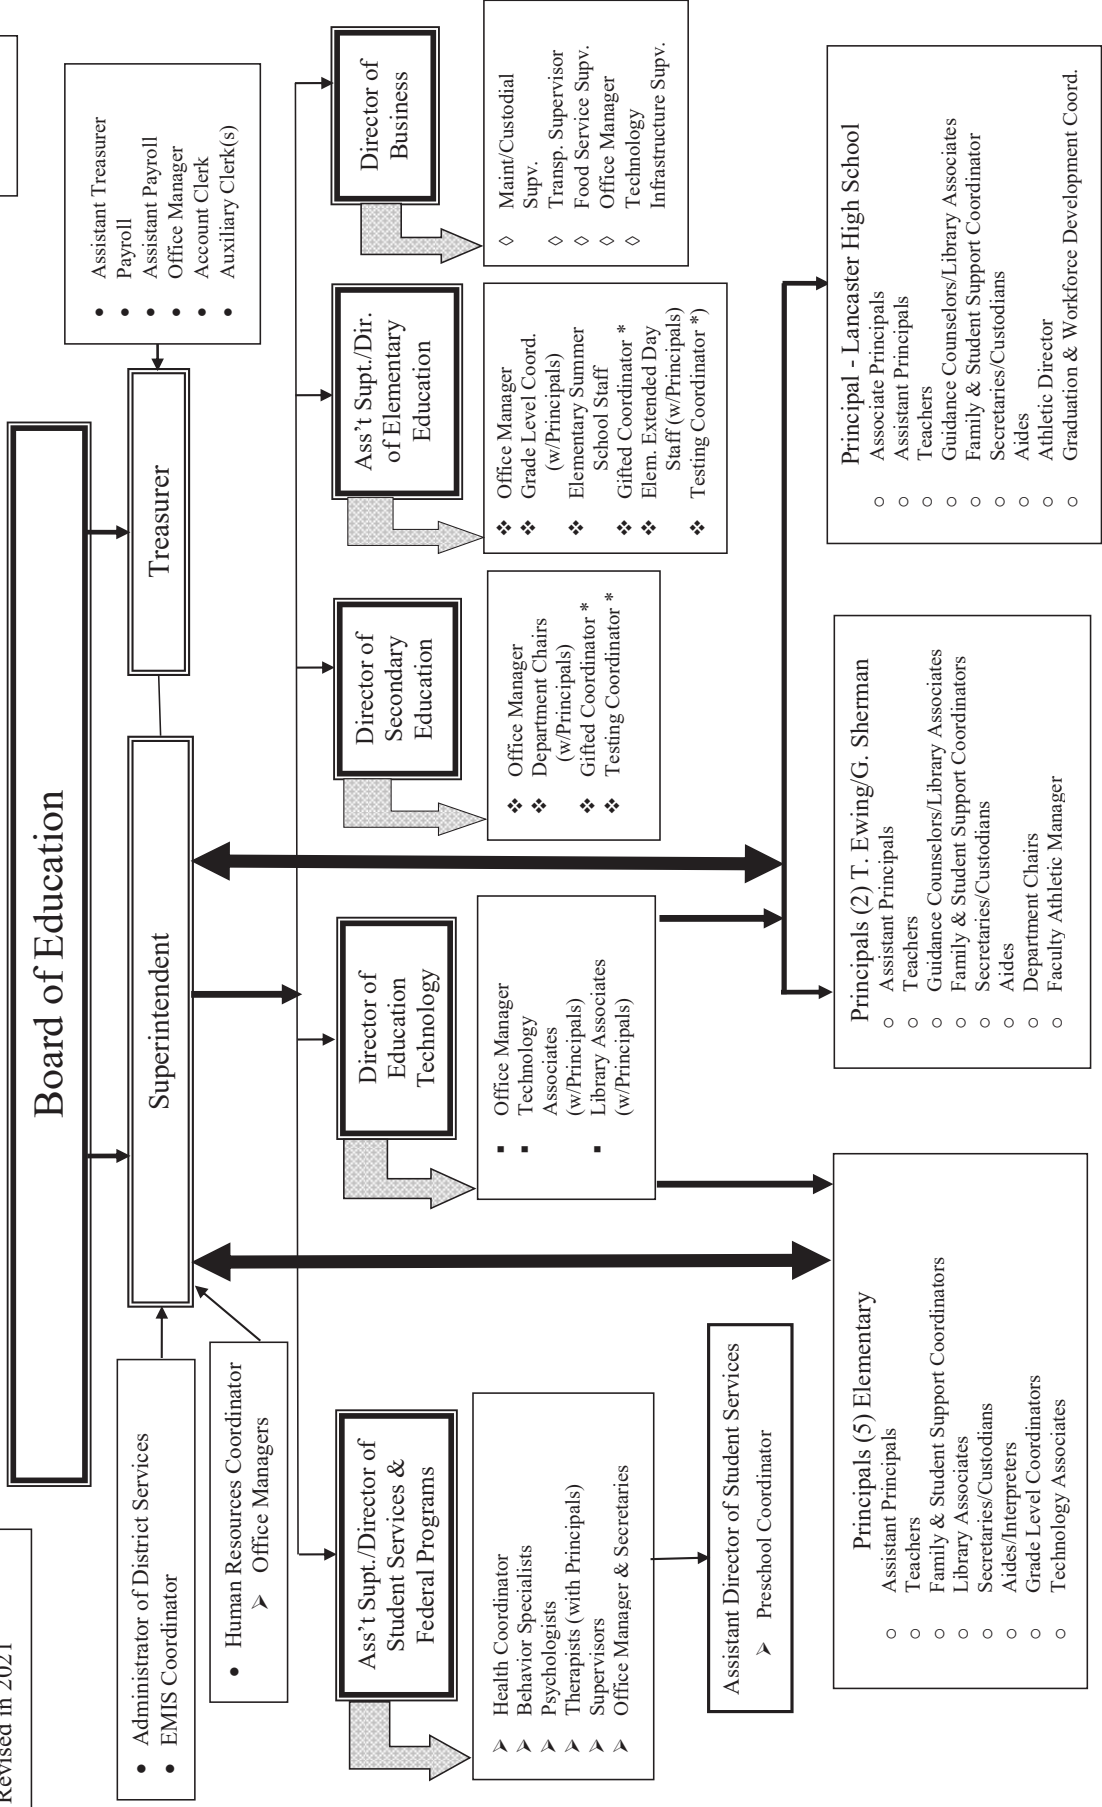 Revised in 2021
Board of Education
Superintendent
Treasurer
• Assistant Treasurer
• Payroll
• Assistant Payroll
• Office Manager
• Account Clerk
• Auxiliary Clerk(s)
• Administrator of District Services
• EMIS Coordinator
• Human Resources Coordinator
➢ Office Managers
Ass't Supt./Director of
Student Services &
Federal Programs
Director of
Education
Technology
Director of
Secondary
Education
Ass't Supt./Dir.
of Elementary
Education
Director of
Business
➢ Health Coordinator
➢ Behavior Specialists
➢ Psychologists
➢ Therapists (with Principals)
➢ Supervisors
➢ Office Manager & Secretaries
▪ Office Manager
▪ Technology
Associates
(w/Principals)
▪ Library Associates
(w/Principals)
❖ Office Manager
❖ Department Chairs
(w/Principals)
❖ Gifted Coordinator *
❖ Testing Coordinator *
❖ Office Manager
❖ Grade Level Coord.
(w/Principals)
❖ Elementary Summer
School Staff
❖ Gifted Coordinator *
❖ Elem. Extended Day
Staff (w/Principals)
❖ Testing Coordinator *)
◊ Maint/Custodial
Supv.
◊ Transp. Supervisor
◊ Food Service Supv.
◊ Office Manager
◊ Technology
Infrastructure Supv.
Assistant Director of Student Services
➢ Preschool Coordinator
Principals (5) Elementary
○ Assistant Principals
○ Teachers
○ Family & Student Support Coordinators
○ Library Associates
○ Secretaries/Custodians
○ Aides/Interpreters
○ Grade Level Coordinators
○ Technology Associates
Principals (2) T. Ewing/G. Sherman
○ Assistant Principals
○ Teachers
○ Guidance Counselors/Library Associates
○ Family & Student Support Coordinators
○ Secretaries/Custodians
○ Aides
○ Department Chairs
○ Faculty Athletic Manager
Principal - Lancaster High School
○ Associate Principals
○ Assistant Principals
○ Teachers
○ Guidance Counselors/Library Associates
○ Family & Student Support Coordinator
○ Secretaries/Custodians
○ Aides
○ Athletic Director
○ Graduation & Workforce Development Coord.